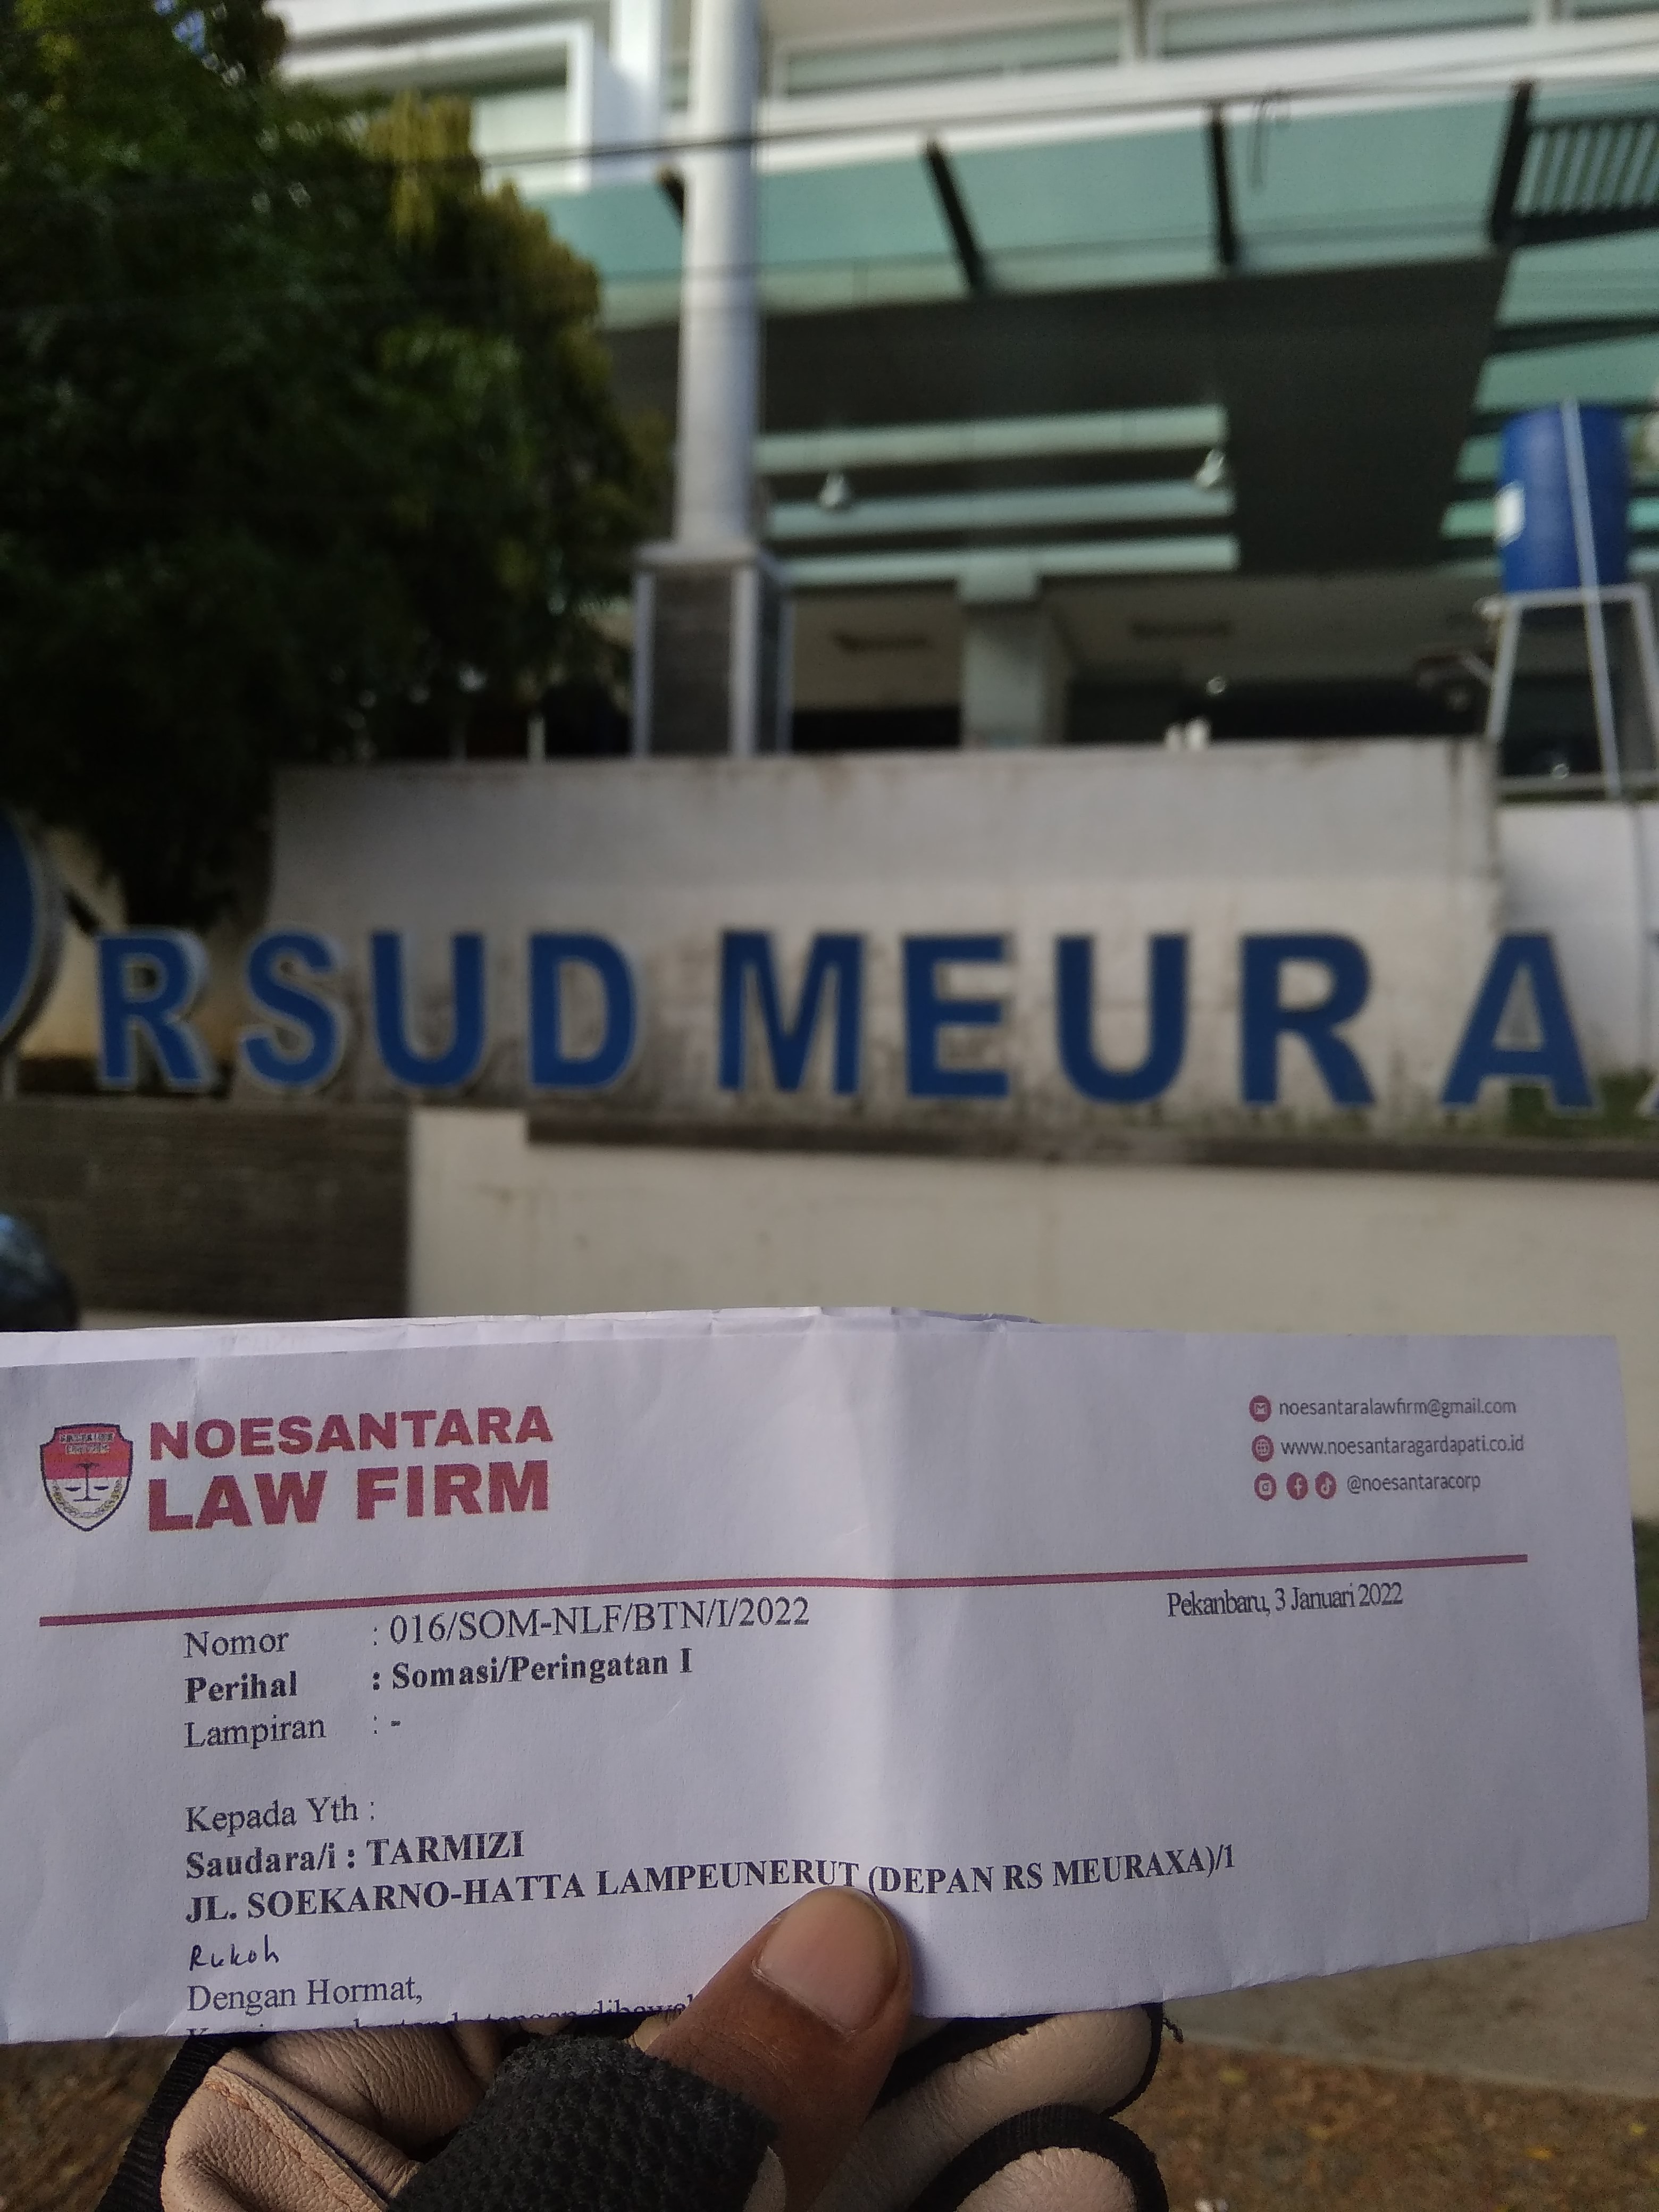 RSUD MEURA
NOESANTARA
LAW FIRM
noesantaralawfirm@gmail.com
www.noesantaragardapati.co.id
@noesantaracorp
Pekanbaru, 3 Januari 2022
Nomor : 016/SOM-NLF/BTN/I/2022
Perihal : Somasi/Peringatan I
Lampiran : -
Kepada Yth :
Saudara/i : TARMIZI
JL. SOEKARNO-HATTA LAMPEUNERUT (DEPAN RS MEURAXA)/1
Rukoh
Dengan Hormat,